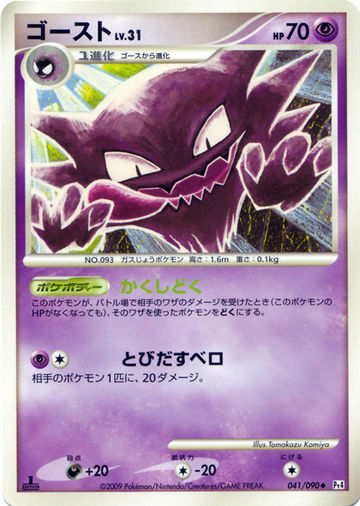 ゴースト LV.31 HP 70
1進化 ゴースから進化
NO.093 ガスじょうポケモン 高さ:1.6m 重さ:0.1kg
ポケボディー かくしどく
このポケモンが、バトル場で相手のワザのダメージを受けたとき(このポケモンの
HPがなくなっても)、そのワザを使ったポケモンをどくにする。
とびだすベロ
相手のポケモン1匹に、20ダメージ。
Illus.Tomokazu Komiya
弱点 抵抗力 にげる
+20 -20
1 EDITION 041/090 Pt4
©2009 Pokémon/Nintendo/Creatures/GAME FREAK.